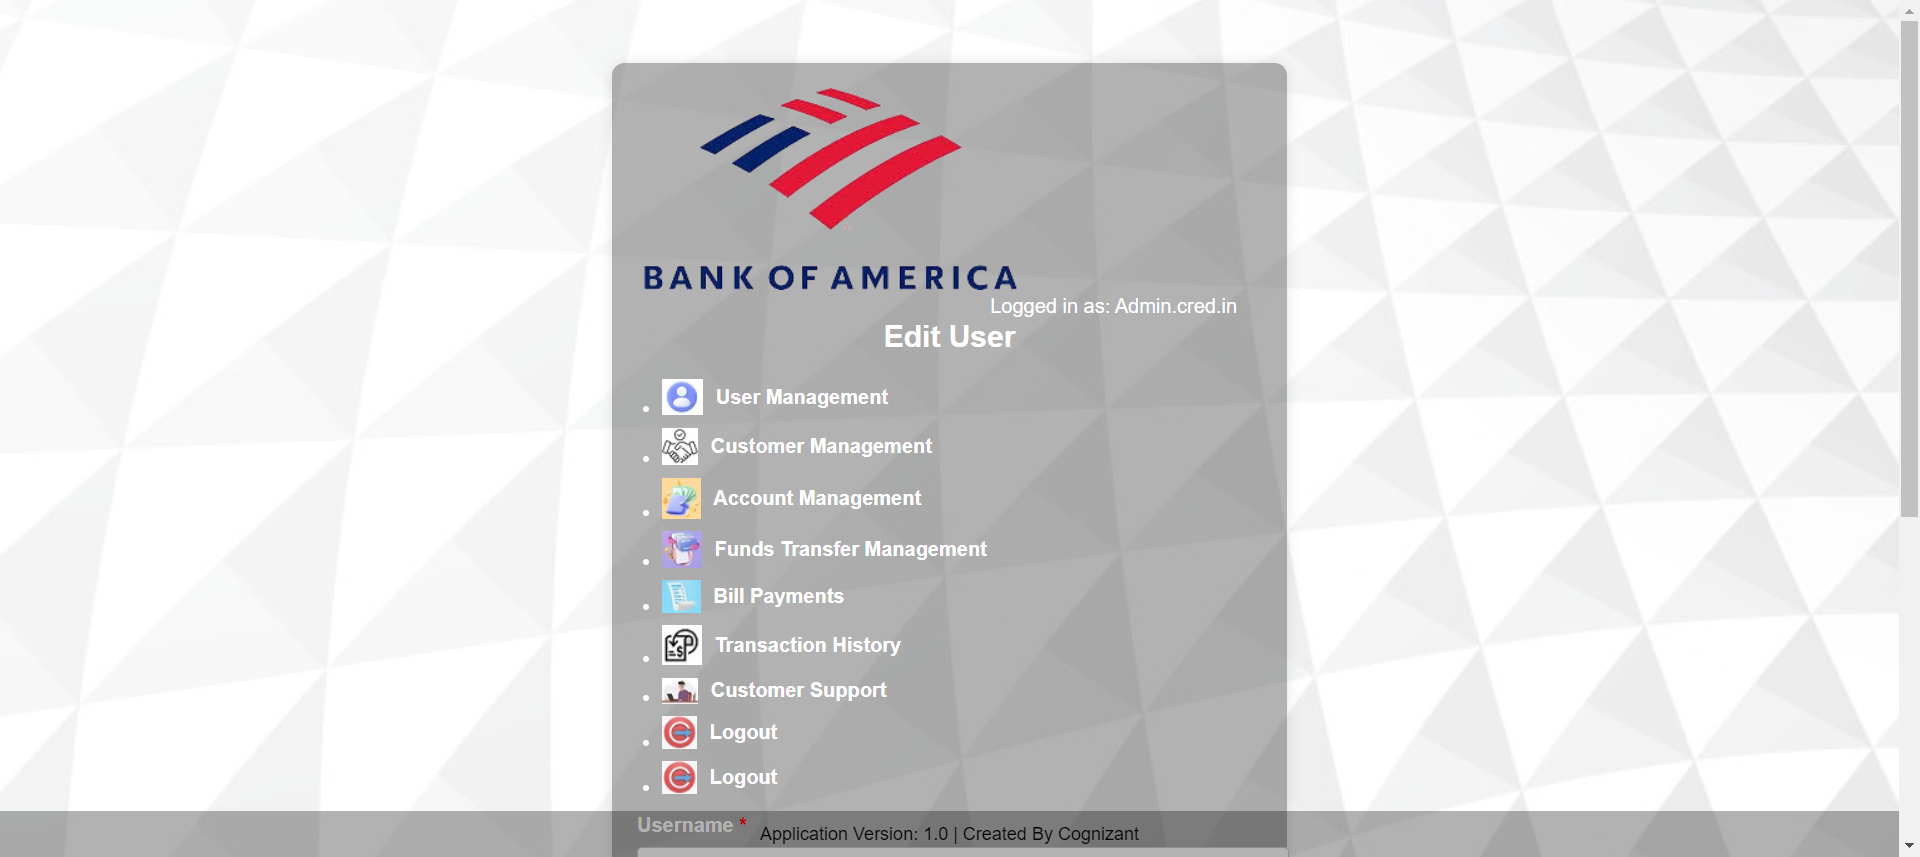 BANK OF AMERICA
Logged in as: Admin.cred.in
Edit User
User Management
Customer Management
Account Management
Funds Transfer Management
Bill Payments
Transaction History
Customer Support
Logout
Logout
Username *
Application Version: 1.0 | Created By Cognizant